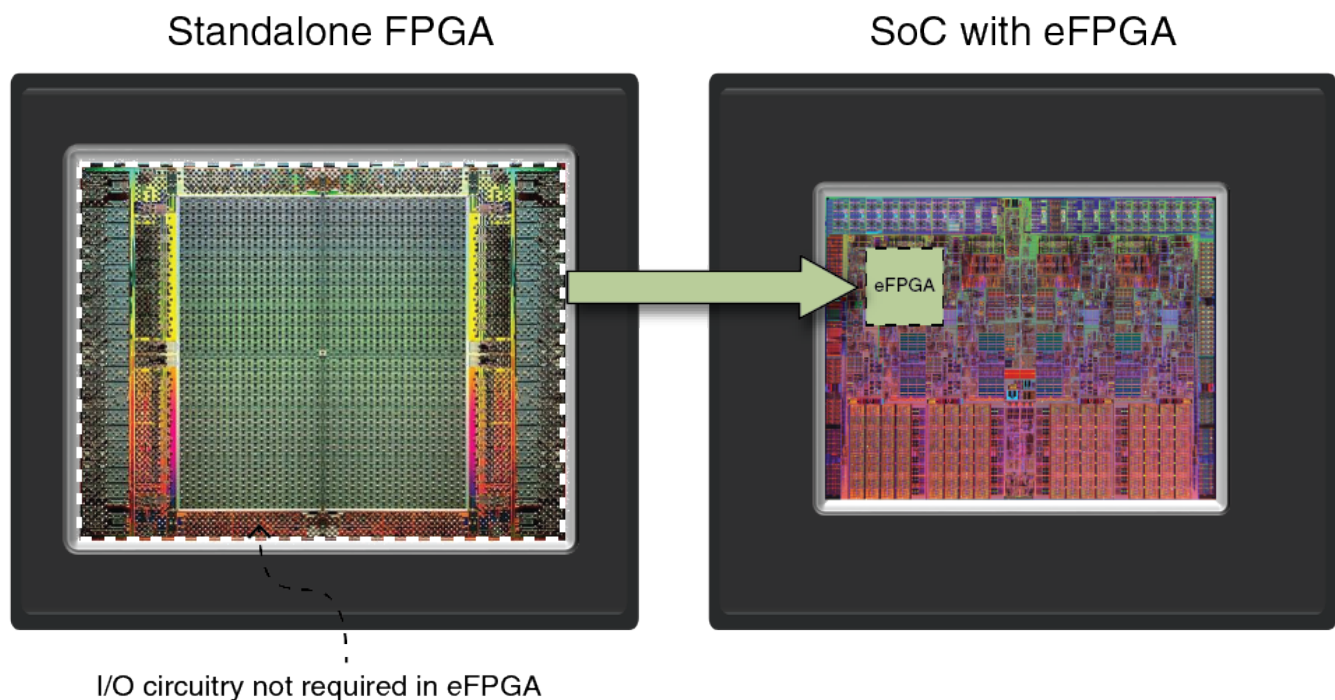 Standalone FPGA
SoC with eFPGA
eFPGA
I/O circuitry not required in eFPGA